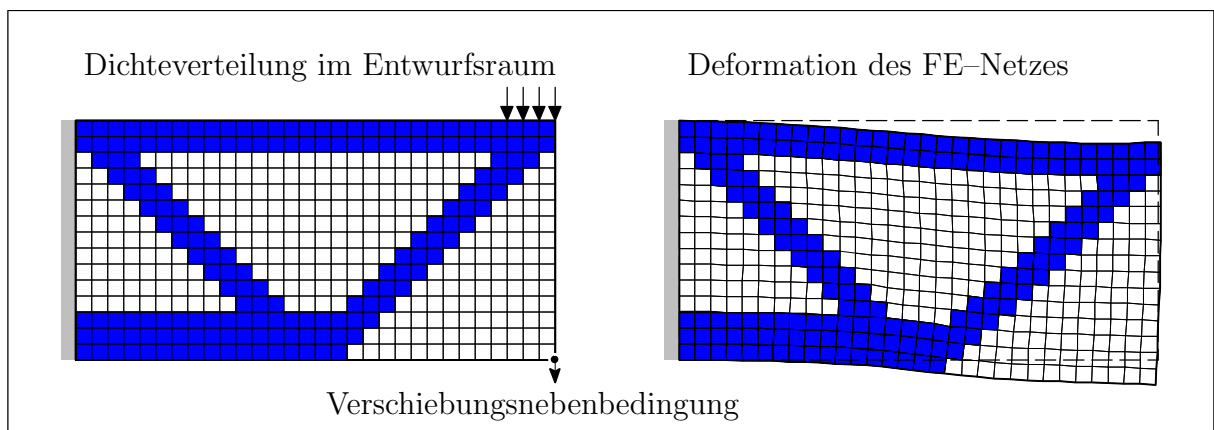 Dichteverteilung im Entwurfsraum
Deformation des FE–Netzes
Verschiebungsnebenbedingung